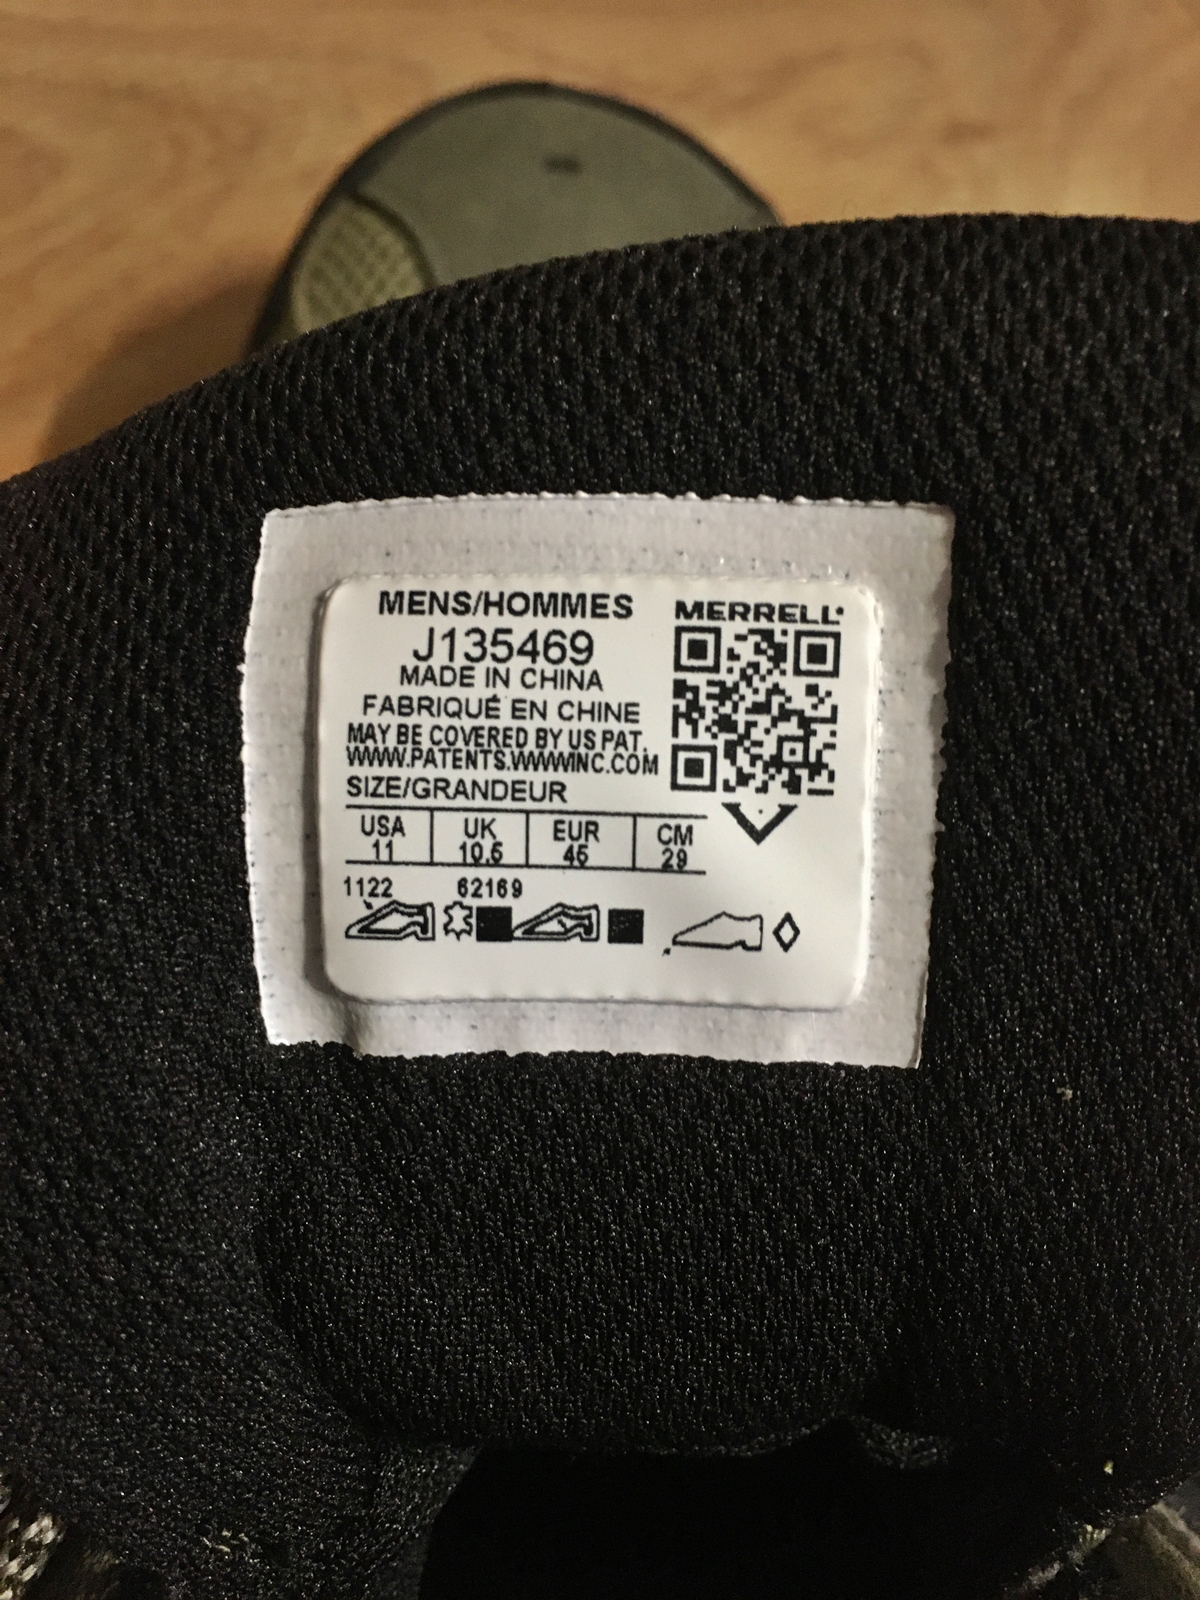 MENS/HOMMES
J135469
MADE IN CHINA
FABRIQUÉ EN CHINE
MAY BE COVERED BY US PAT.
WWW.PATENTS.WWWINC.COM
SIZE/GRANDEUR
USA UK EUR CM
11 10.5 45 29
1122 62169
MERRELL